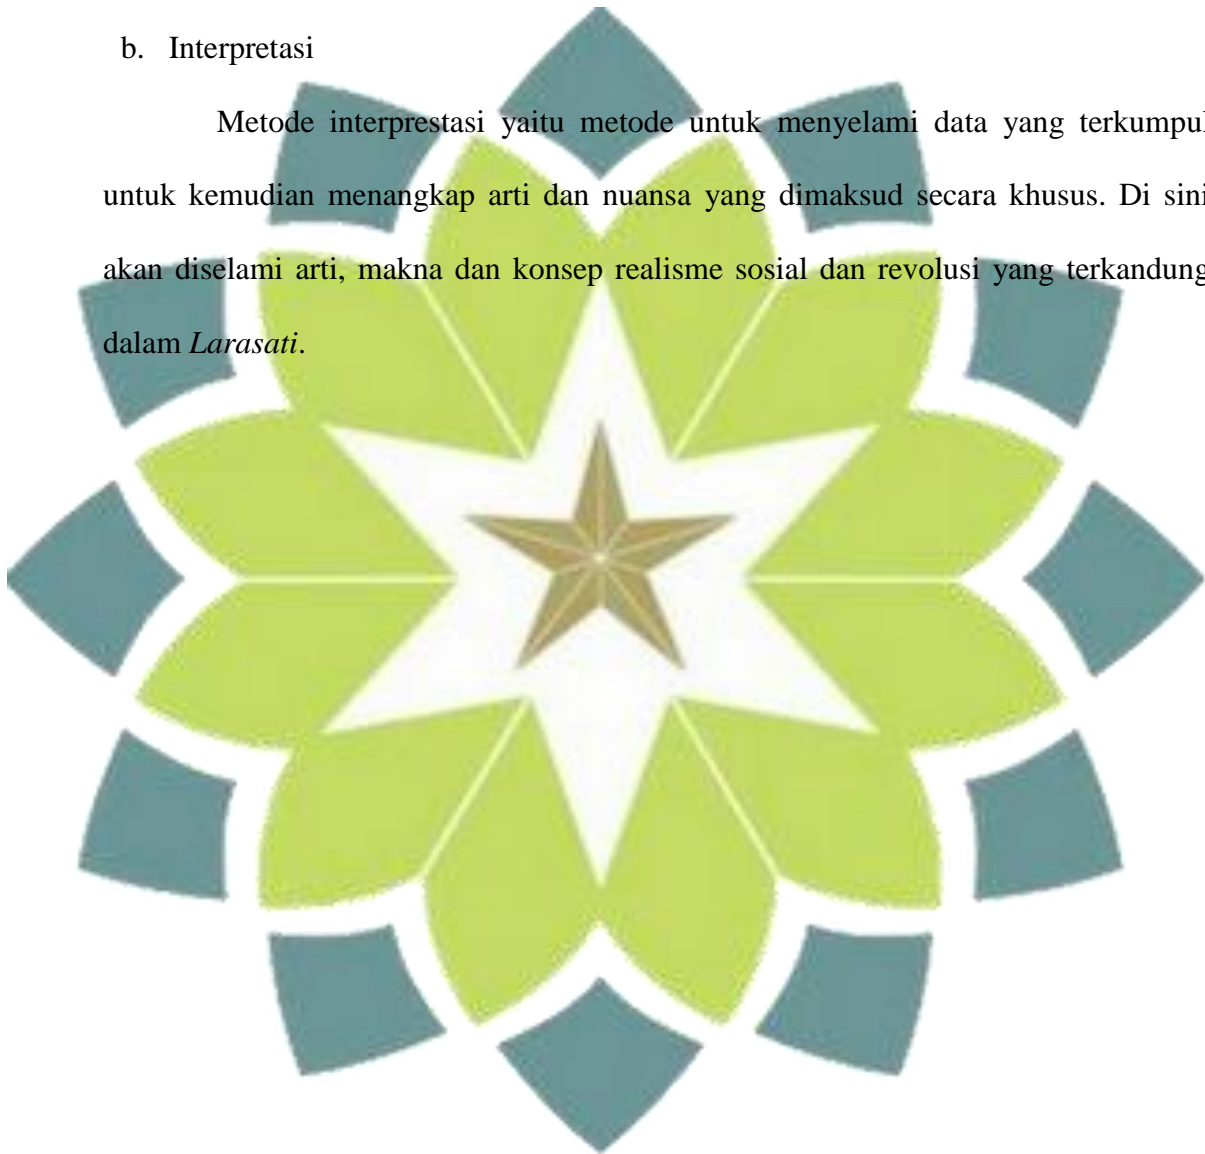 b. Interpretasi
Metode interprestasi yaitu metode untuk menyelami data yang terkumpul
untuk kemudian menangkap arti dan nuansa yang dimaksud secara khusus. Di sini
akan diselami arti, makna dan konsep realisme sosial dan revolusi yang terkandung
dalam Larasati.